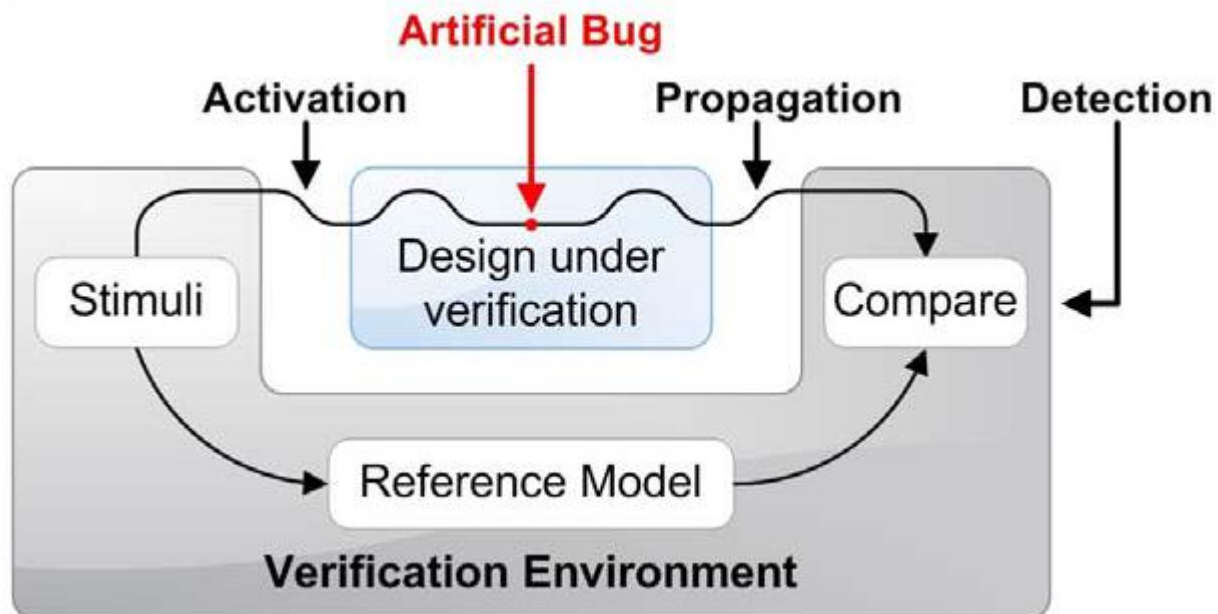 Artificial Bug
Activation
Propagation
Detection
Stimuli
Design under
verification
Compare
Reference Model
Verification Environment